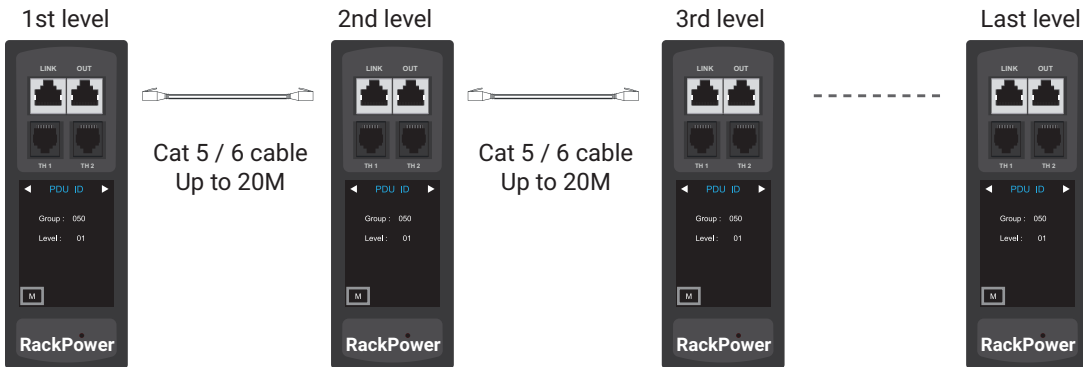 1st level
2nd level
3rd level
Last level
LINK OUT
LINK OUT
LINK OUT
LINK OUT
Cat 5 / 6 cable
Up to 20M
Cat 5 / 6 cable
Up to 20M
TH 1 TH 2
TH 1 TH 2
TH 1 TH 2
TH 1 TH 2
PDU ID
Group : 050
Level : 01
M
RackPower
PDU ID
Group : 050
Level : 01
M
RackPower
PDU ID
Group : 050
Level : 01
M
RackPower
PDU ID
Group : 050
Level : 01
M
RackPower